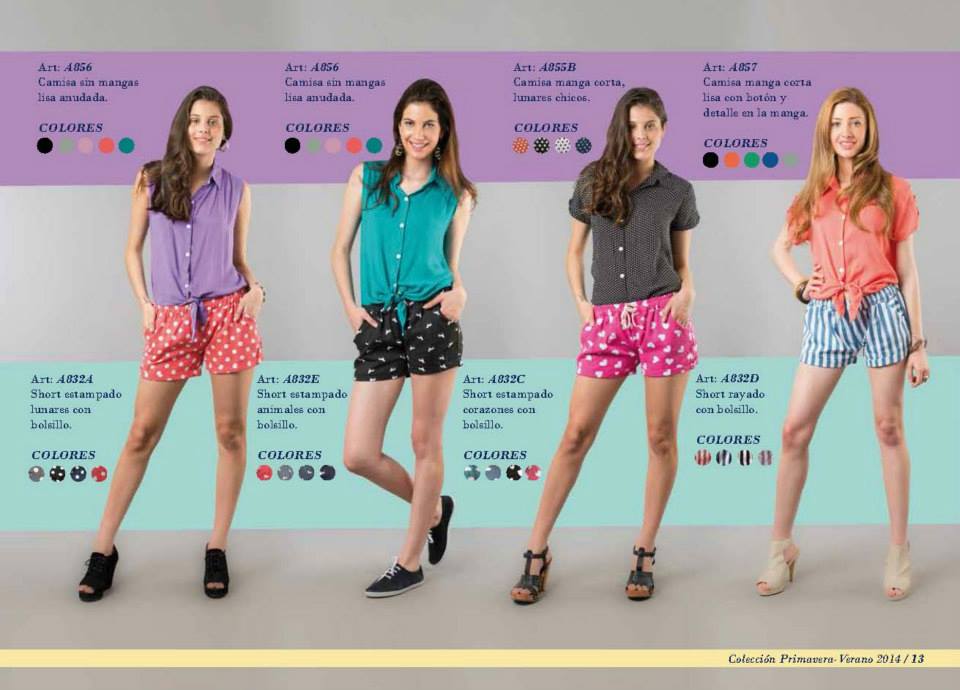 Art: A856
Camisa sin mangas
lisa anudada.
COLORES
Art: A856
Camisa sin mangas
lisa anudada.
COLORES
Art: A855B
Camisa manga corta,
lunares chicos.
COLORES
Art: A857
Camisa manga corta
lisa con botón y
detalle en la manga.
COLORES
Art: A832A
Short estampado
lunares con
bolsillo.
COLORES
Art: A832E
Short estampado
animales con
bolsillo.
COLORES
Art: A832C
Short estampado
corazones con
bolsillo.
COLORES
Art: A832D
Short rayado
con bolsillo.
COLORES
Colección Primavera-Verano 2014 / 13